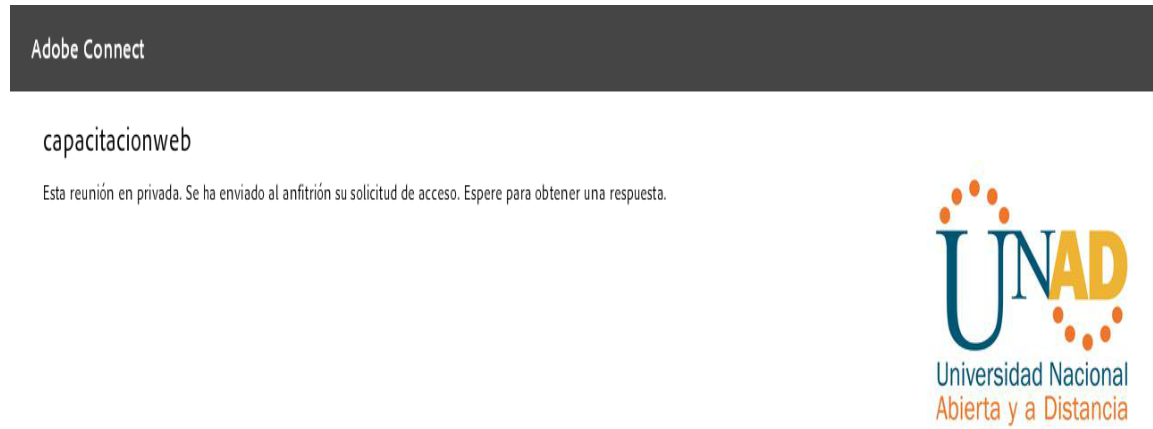 Adobe Connect
capacitacionweb
Esta reunión en privada. Se ha enviado al anfitrión su solicitud de acceso. Espere para obtener una respuesta.
UNAD
Universidad Nacional
Abierta y a Distancia